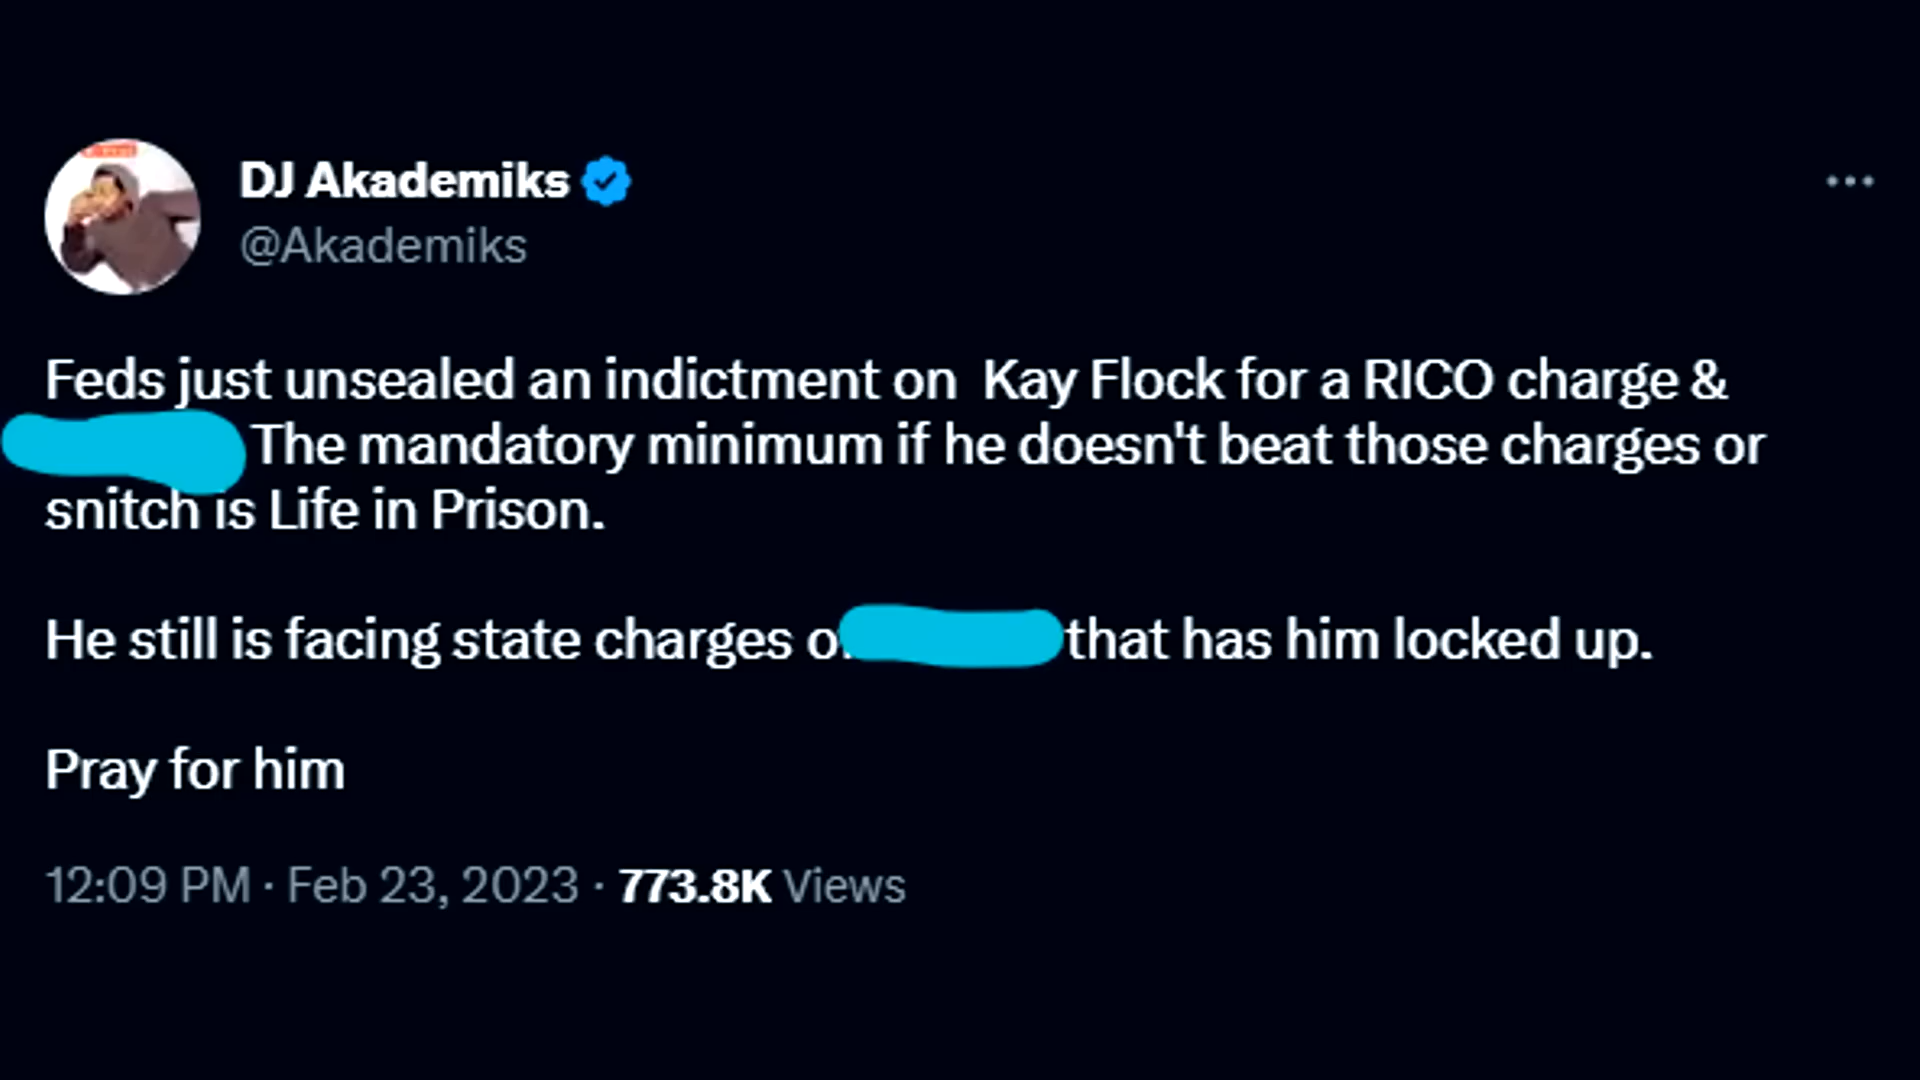 DJ Akademiks
@Akademiks
Feds just unsealed an indictment on Kay Flock for a RICO charge &
The mandatory minimum if he doesn't beat those charges or
snitch is Life in Prison.
He still is facing state charges that has him locked up.
Pray for him
12:09 PM · Feb 23, 2023 · 773.8K Views